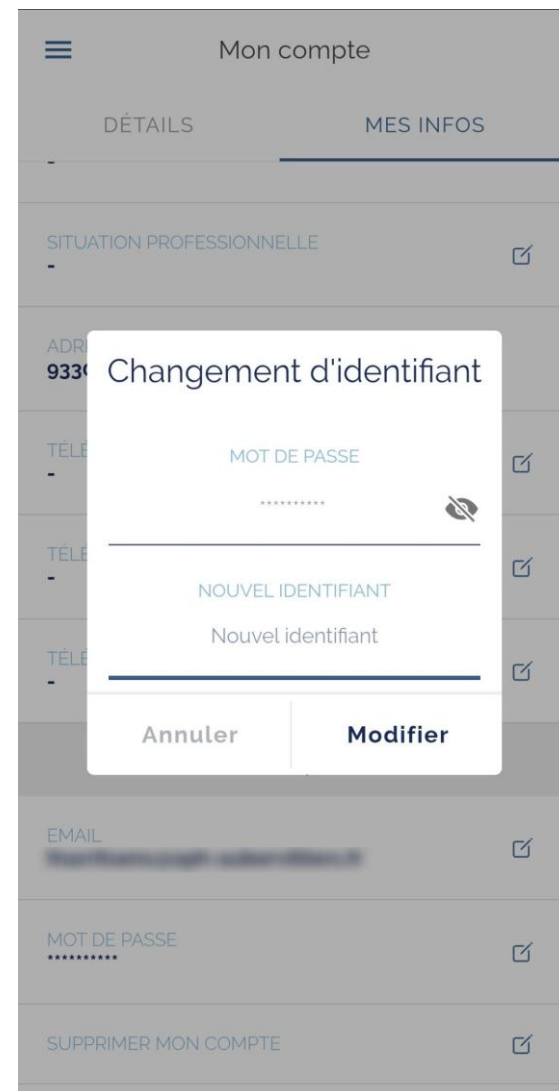 Mon compte
DÉTAILS
MES INFOS
-
SITUATION PROFESSIONNELLE
-
Changement d'identifiant
MOT DE PASSE
**********
NOUVEL IDENTIFIANT
Nouvel identifiant
Annuler
Modifier
-
-
-
EMAIL
MOT DE PASSE
**********
SUPPRIMER MON COMPTE